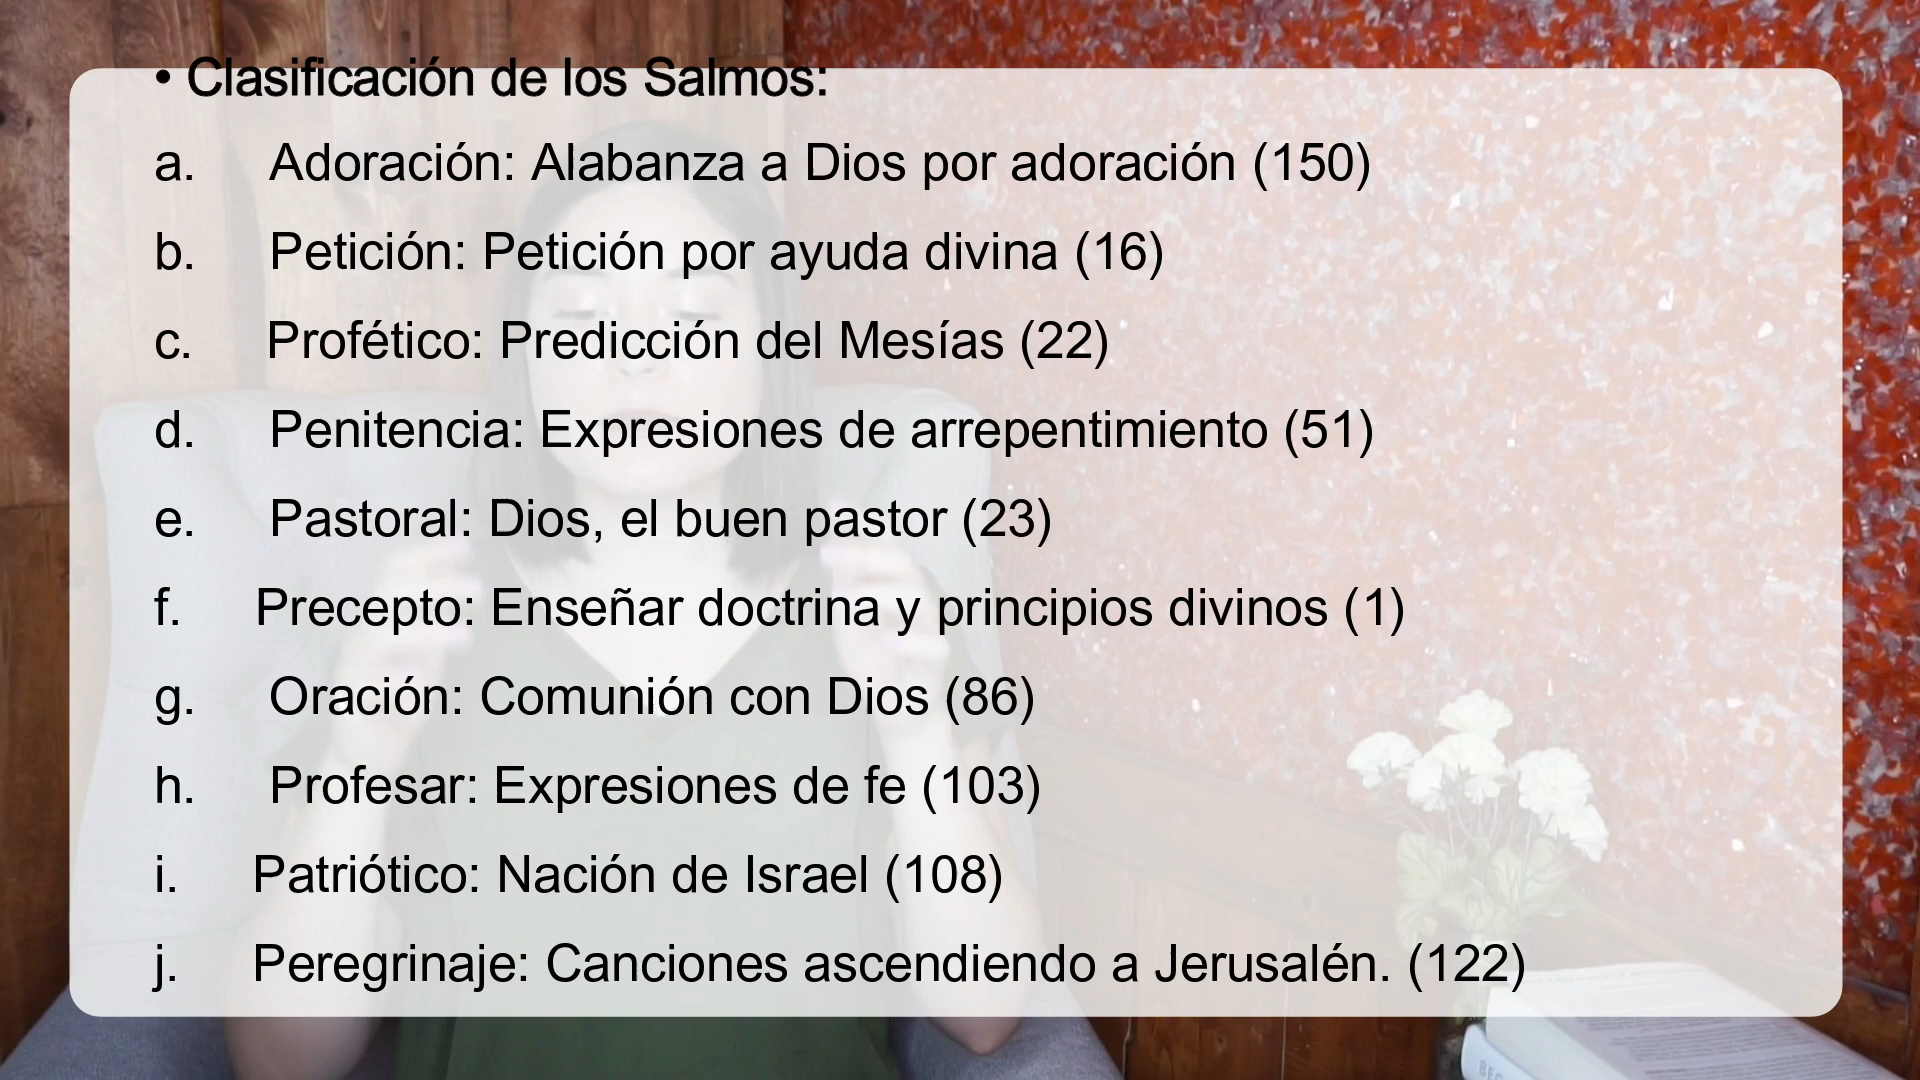 • Clasificación de los Salmos:
a. Adoración: Alabanza a Dios por adoración (150)
b. Petición: Petición por ayuda divina (16)
c. Profético: Predicción del Mesías (22)
d. Penitencia: Expresiones de arrepentimiento (51)
e. Pastoral: Dios, el buen pastor (23)
f. Precepto: Enseñar doctrina y principios divinos (1)
g. Oración: Comunión con Dios (86)
h. Profesar: Expresiones de fe (103)
i. Patriótico: Nación de Israel (108)
j. Peregrinaje: Canciones ascendiendo a Jerusalén. (122)